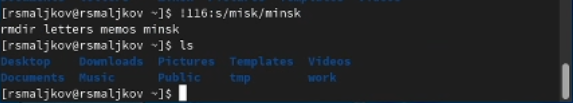 [rsmaljkov@rsmaljkov ~]$ !116:s/misk/minsk
rmdir letters memos minsk
[rsmaljkov@rsmaljkov ~]$ ls
Desktop Downloads Pictures Templates Videos
Documents Music Public tmp work
[rsmaljkov@rsmaljkov ~]$